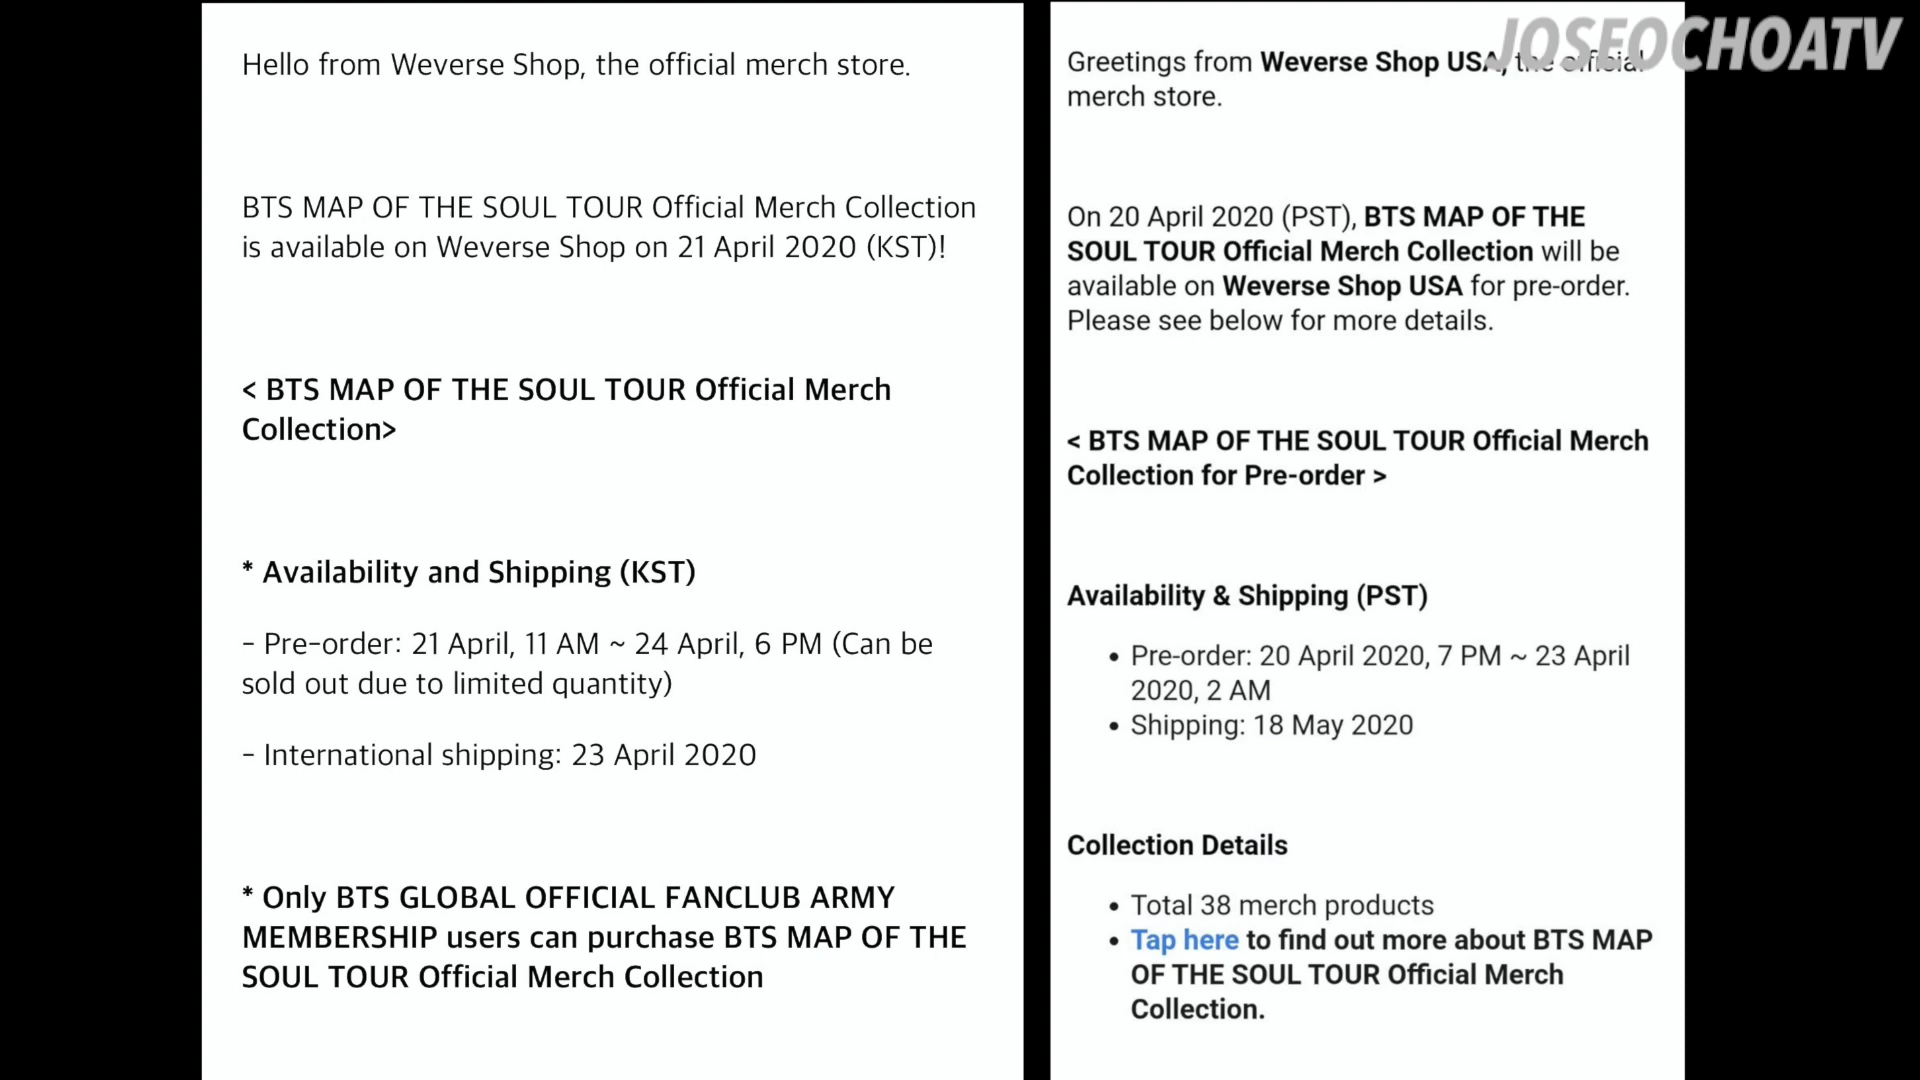 Hello from Weverse Shop, the official merch store.
BTS MAP OF THE SOUL TOUR Official Merch Collection
is available on Weverse Shop on 21 April 2020 (KST)!
< BTS MAP OF THE SOUL TOUR Official Merch
Collection>
* Availability and Shipping (KST)
- Pre-order: 21 April, 11 AM ~ 24 April, 6 PM (Can be
sold out due to limited quantity)
- International shipping: 23 April 2020
* Only BTS GLOBAL OFFICIAL FANCLUB ARMY
MEMBERSHIP users can purchase BTS MAP OF THE
SOUL TOUR Official Merch Collection
JOSEOCHOATV
Greetings from Weverse Shop USA, the official
merch store.
On 20 April 2020 (PST), BTS MAP OF THE
SOUL TOUR Official Merch Collection will be
available on Weverse Shop USA for pre-order.
Please see below for more details.
< BTS MAP OF THE SOUL TOUR Official Merch
Collection for Pre-order >
Availability & Shipping (PST)
• Pre-order: 20 April 2020, 7 PM ~ 23 April
2020, 2 AM
• Shipping: 18 May 2020
Collection Details
• Total 38 merch products
• Tap here to find out more about BTS MAP
OF THE SOUL TOUR Official Merch
Collection.